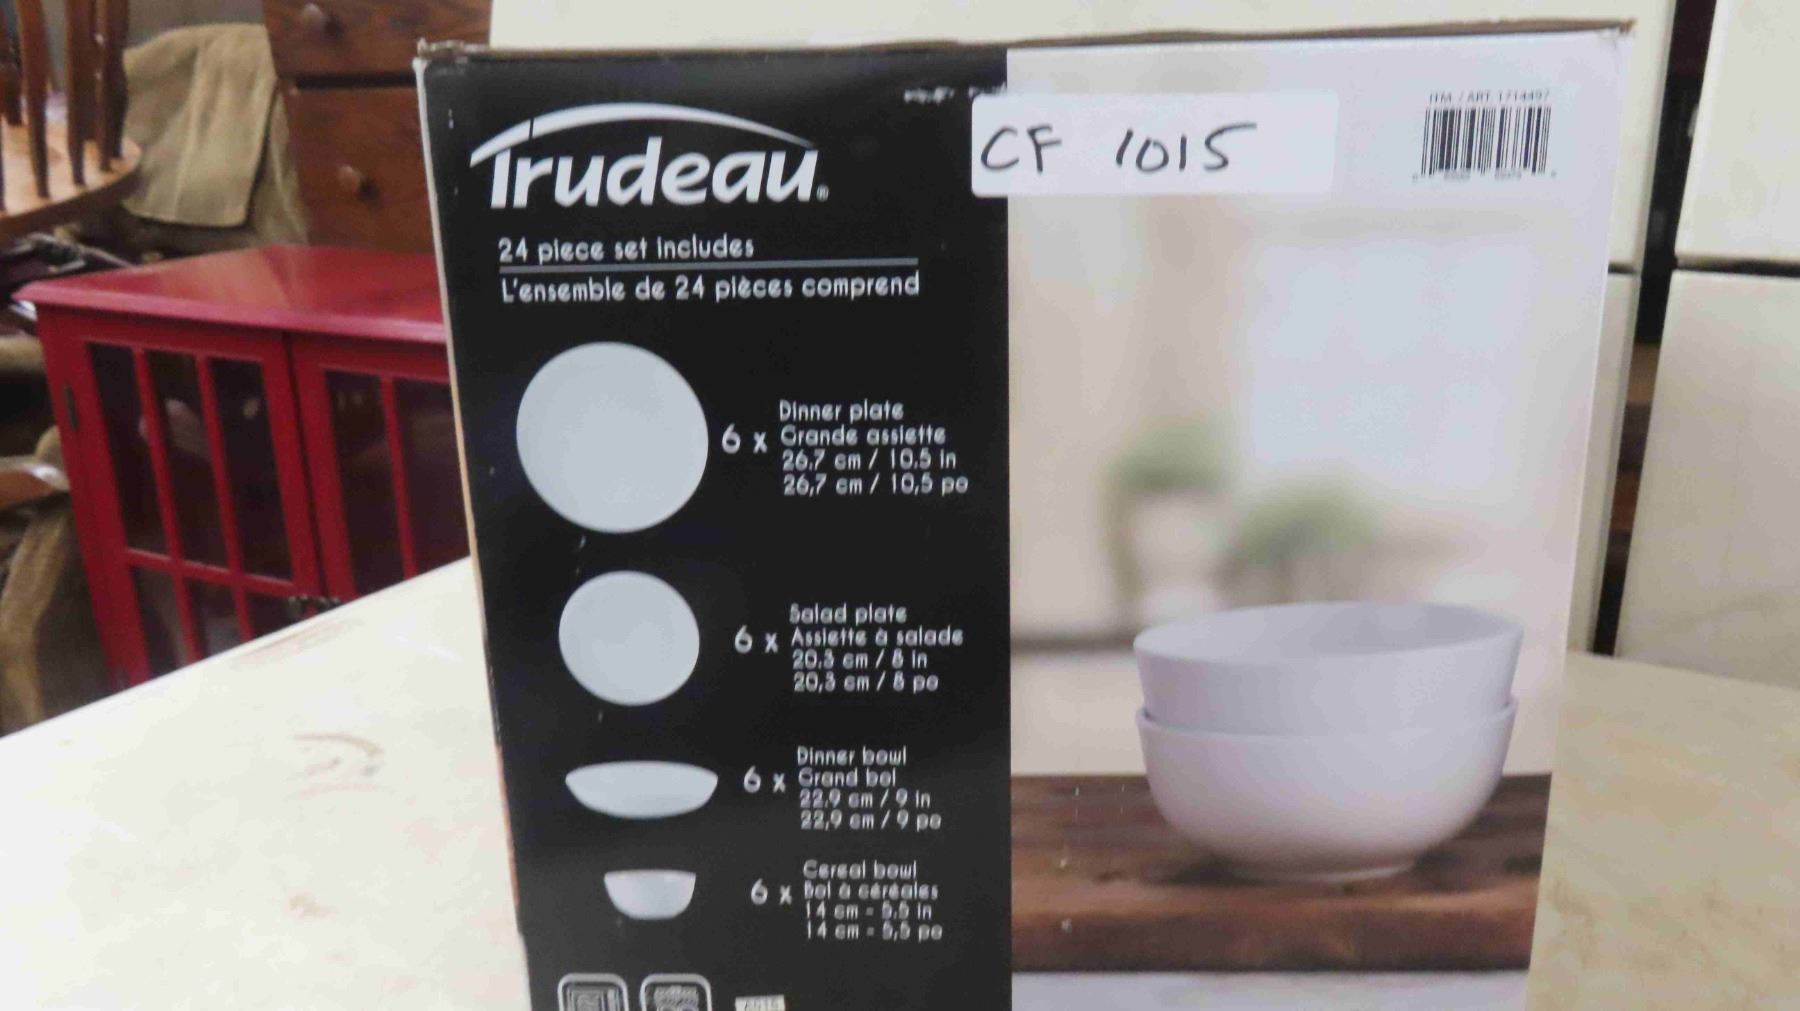 Trudeau®
CF 1015
ITM. / ART. 1714497
24 piece set includes
L'ensemble de 24 pièces comprend
6 x
Dinner plate
Grande assiette
26.7 cm / 10.5 in
26,7 cm / 10,5 po
6 x
Salad plate
Assiette à salade
20.3 cm / 8 in
20,3 cm / 8 po
6 x
Dinner bowl
Grand bol
22.9 cm / 9 in
22,9 cm / 9 po
6 x
Cereal bowl
Bol à céréales
14 cm - 5.5 in
14 cm - 5,5 po